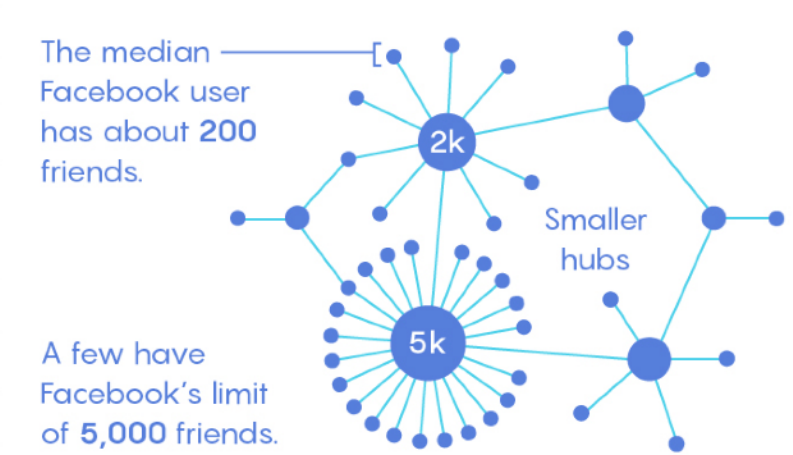 The median
Facebook user
has about 200
friends.
2k
Smaller
hubs
5k
A few have
Facebook’s limit
of 5,000 friends.